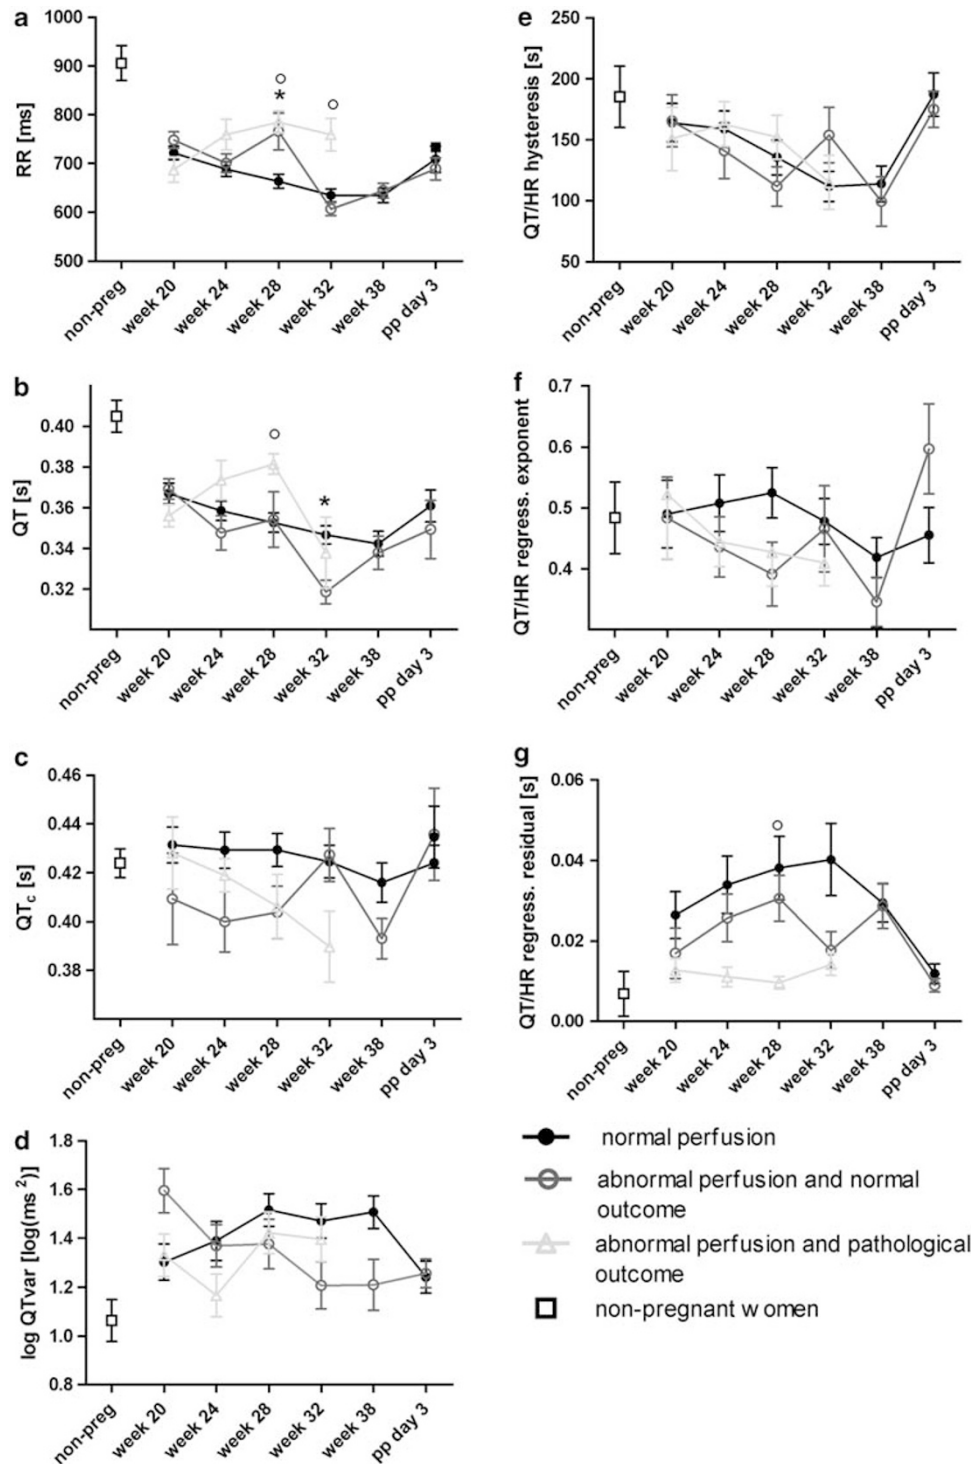 a
1000
900
800
700
600
500
RR [ms]
*
non-preg
week 20
week 24
week 28
week 32
week 38
pp day 3
e
250
200
150
100
50
QT/HR hysteresis [s]
non-preg
week 20
week 24
week 28
week 32
week 38
pp day 3
b
0.40
0.38
0.36
0.34
0.32
QT [s]
*
non-preg
week 20
week 24
week 28
week 32
week 38
pp day 3
f
0.7
0.6
0.5
0.4
QT/HR regress. exponent
non-preg
week 20
week 24
week 28
week 32
week 38
pp day 3
c
0.46
0.44
0.42
0.40
0.38
QTc [s]
non-preg
week 20
week 24
week 28
week 32
week 38
pp day 3
g
0.06
0.04
0.02
0.00
QT/HR regress. residual [s]
non-preg
week 20
week 24
week 28
week 32
week 38
pp day 3
d
1.8
1.6
1.4
1.2
1.0
0.8
log QTvar [log(ms²)]
non-preg
week 20
week 24
week 28
week 32
week 38
pp day 3
normal perfusion
abnormal perfusion and normal
outcome
abnormal perfusion and pathological
outcome
non-pregnant women